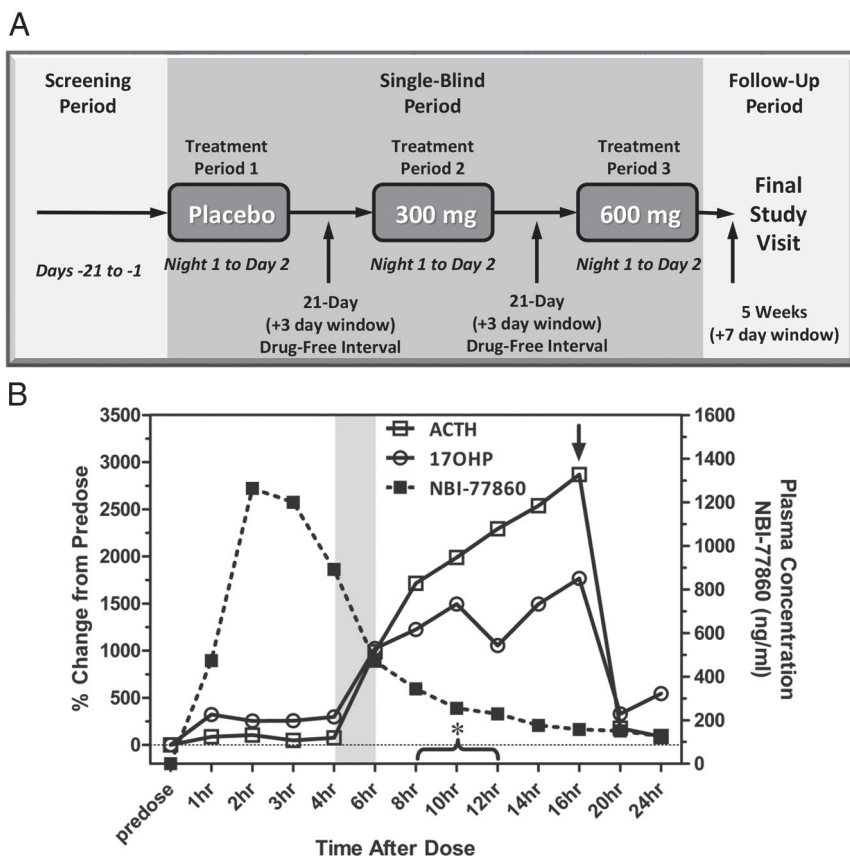 A
Screening
Period
Single-Blind
Period
Follow-Up
Period
Treatment
Period 1
Treatment
Period 2
Treatment
Period 3
Placebo
300 mg
600 mg
Final
Study
Visit
Days -21 to -1
Night 1 to Day 2
Night 1 to Day 2
Night 1 to Day 2
21-Day
(+3 day window)
Drug-Free Interval
21-Day
(+3 day window)
Drug-Free Interval
5 Weeks
(+7 day window)
B
% Change from Predose
3500
3000
2500
2000
1500
1000
500
0
ACTH
17OHP
NBI-77860
*
1600
1400
1200
1000
800
600
400
200
0
Plasma Concentration
NBI-77860 (ng/ml)
predose
1hr
2hr
3hr
4hr
6hr
8hr
10hr
12hr
14hr
16hr
20hr
24hr
Time After Dose